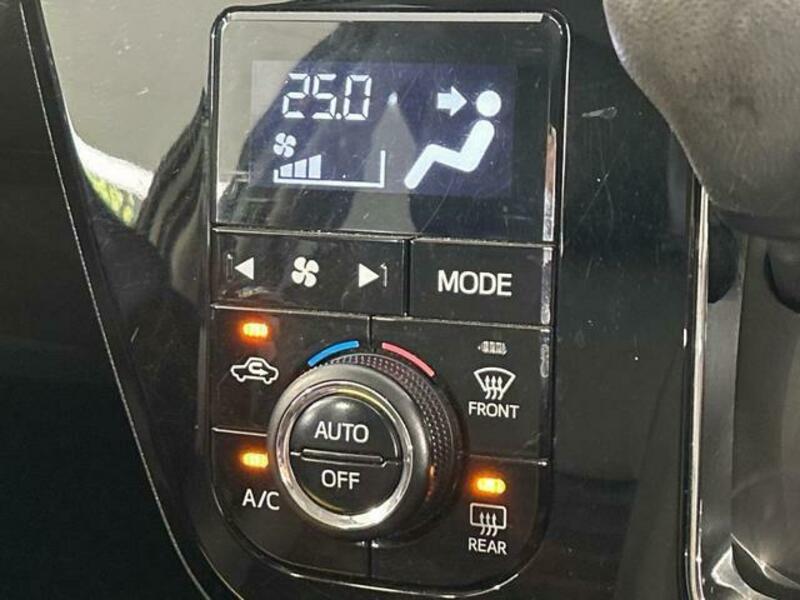 25.0
MODE
FRONT
AUTO
OFF
A/C
REAR